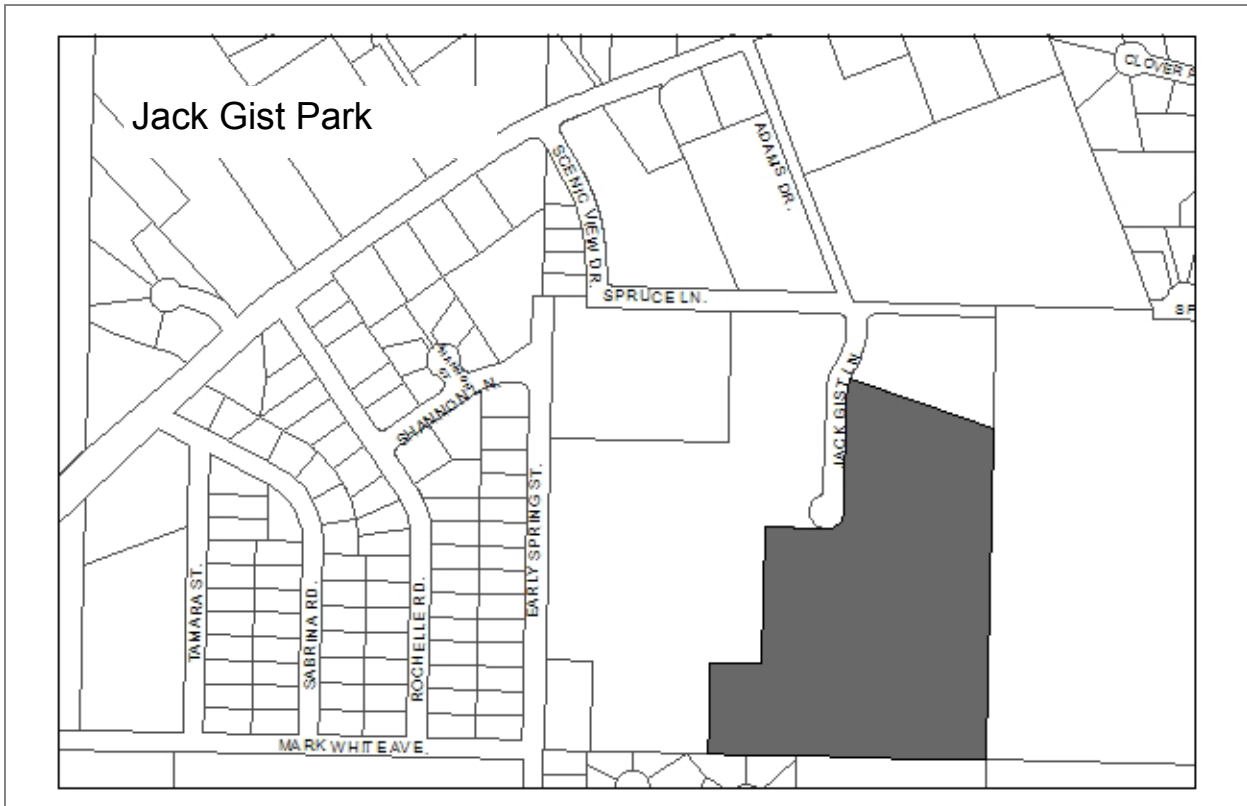 Jack Gist Park
CLOVER
SCENIC VIEW DR.
ADAMS DR.
SPRUCE LN.
SP
JACK GIST LN
SHANNON LN.
EARLY SPRING ST.
TAMARA ST.
SABRINA RD.
ROCHELLE RD.
MARK WHITE AVE.